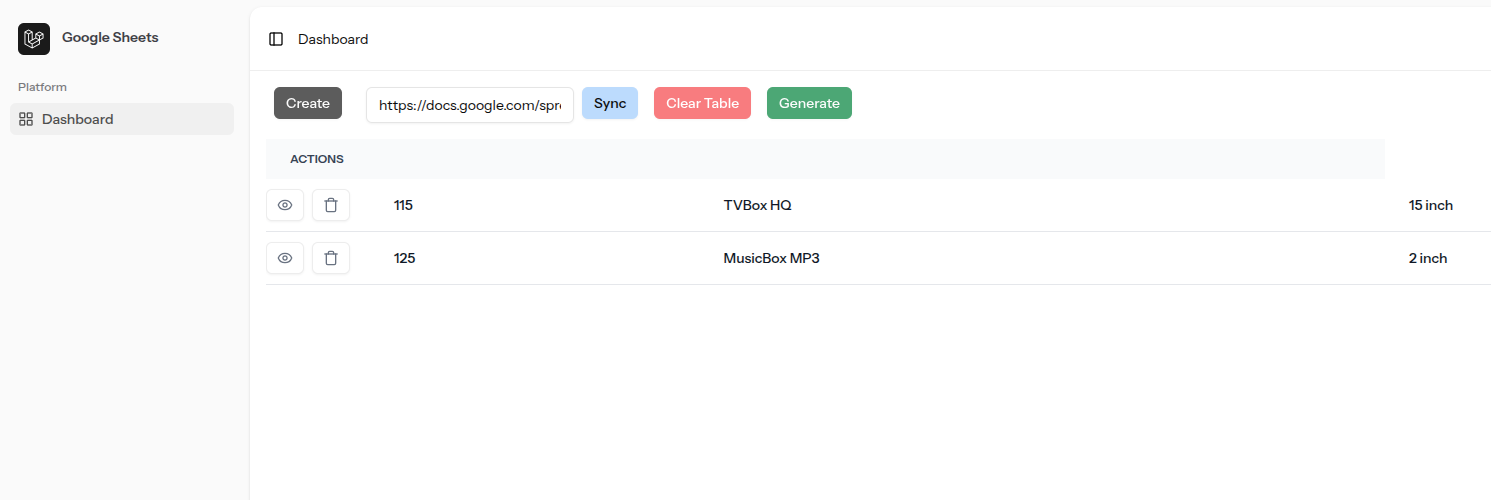 Google Sheets
Platform
Dashboard
Dashboard
Create https://docs.google.com/spr Sync Clear Table Generate
ACTIONS
115 TVBox HQ 15 inch
125 MusicBox MP3 2 inch